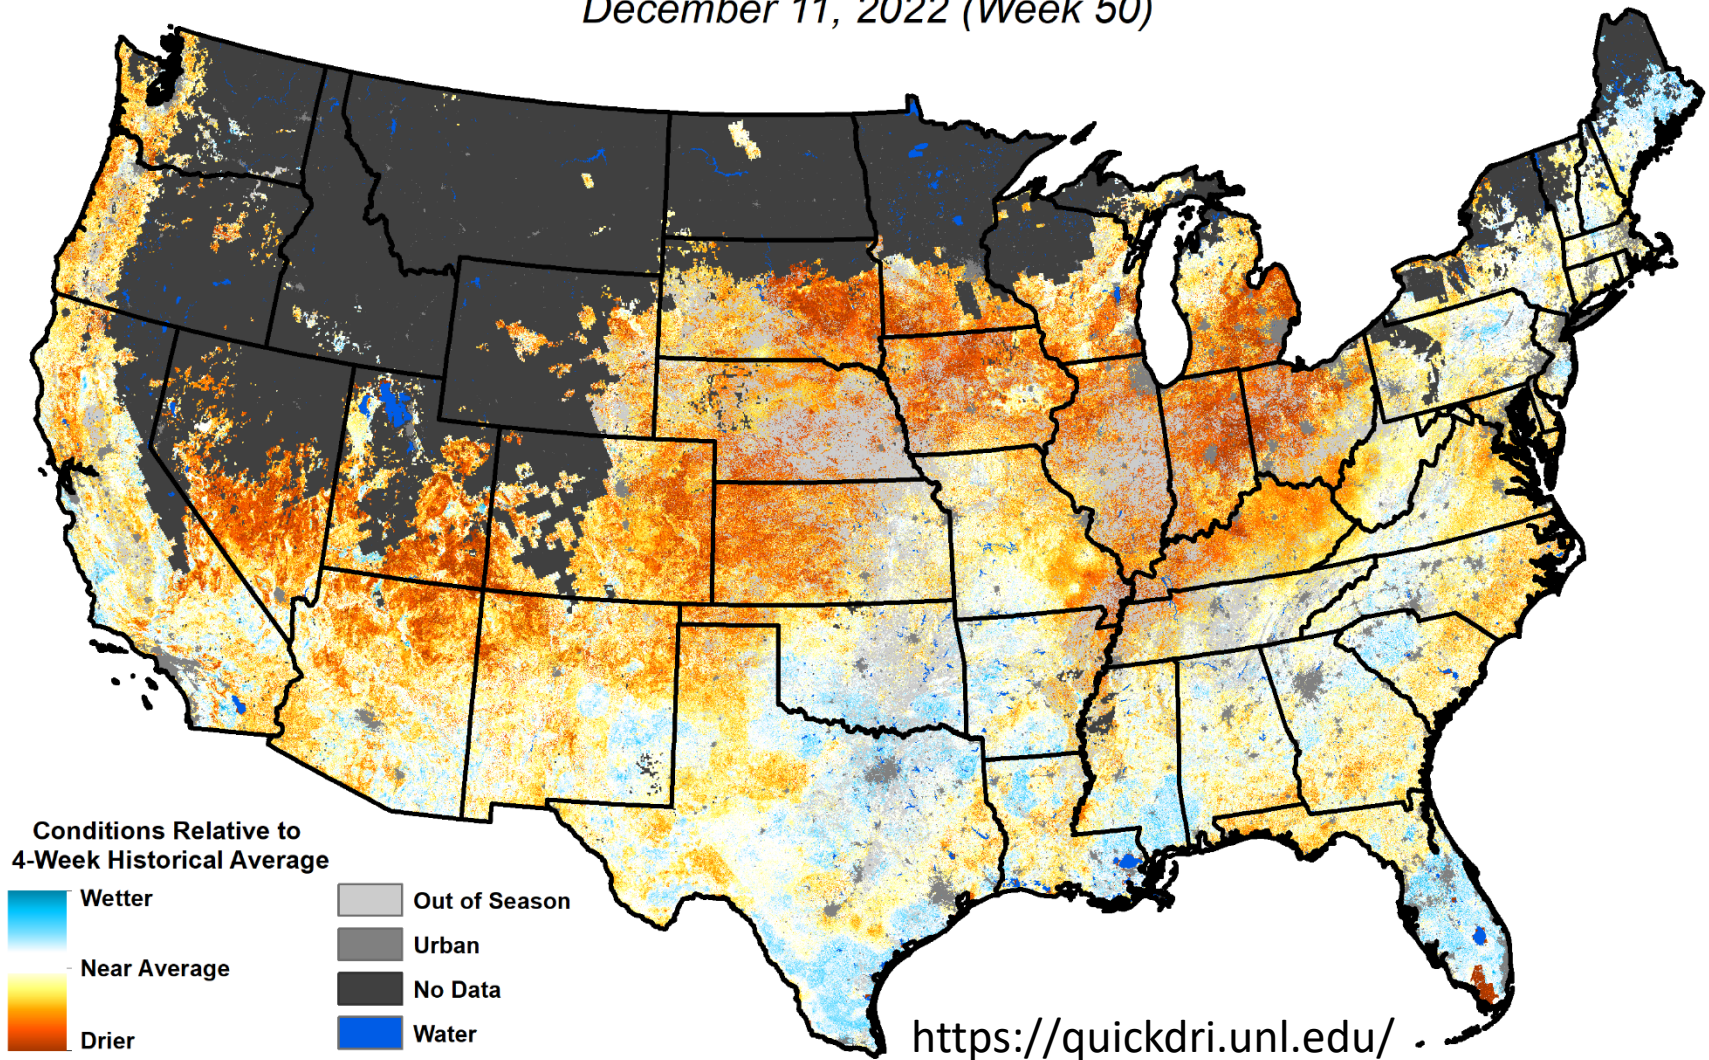 December 11, 2022 (Week 50)
Conditions Relative to
4-Week Historical Average
Wetter
Near Average
Drier
Out of Season
Urban
No Data
Water
https://quickdri.unl.edu/